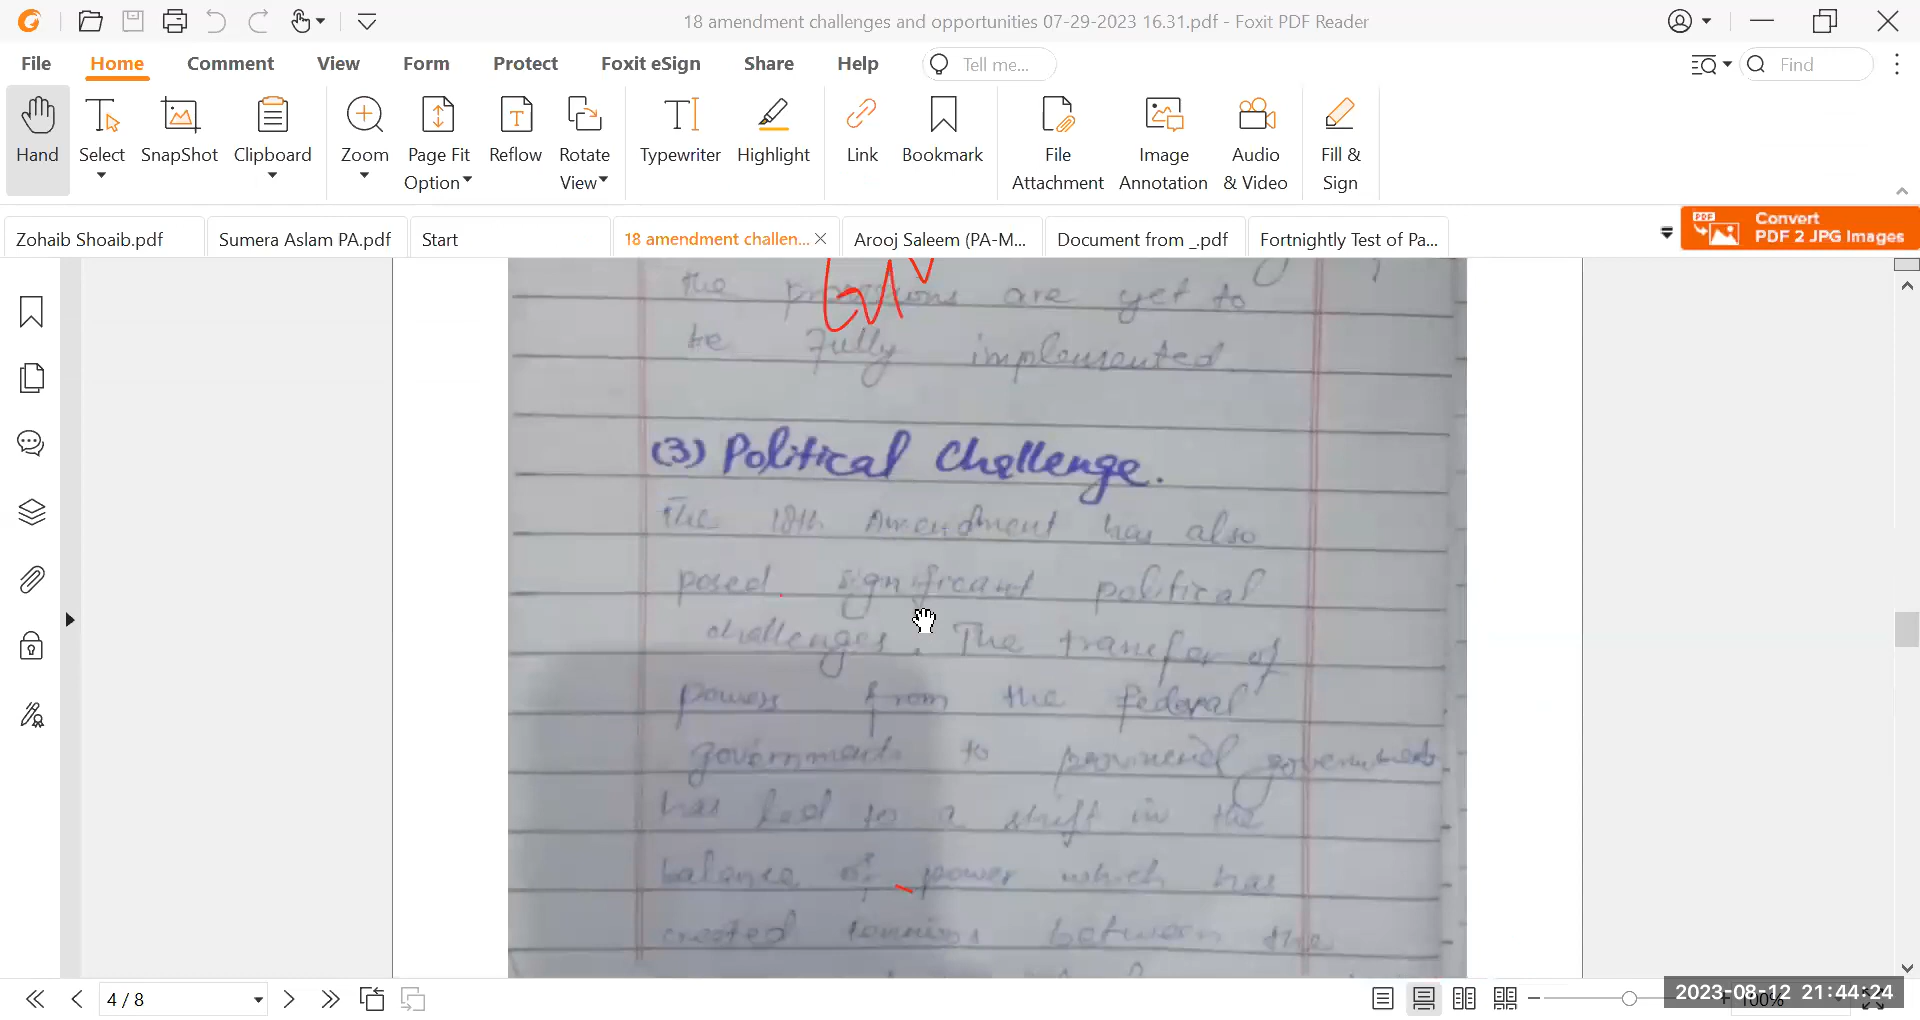 18 amendment challenges and opportunities 07-29-2023 16.31.pdf - Foxit PDF Reader
File Home Comment View Form Protect Foxit eSign Share Help Tell me... Find
Hand Select SnapShot Clipboard Zoom Page Fit Option Reflow Rotate View Typewriter Highlight Link Bookmark File Attachment Image Annotation Audio & Video Fill & Sign
Zohaib Shoaib.pdf Sumera Aslam PA.pdf Start 18 amendment challen... Arooj Saleem (PA-M... Document from _.pdf Fortnightly Test of Pa...
PDF Convert
PDF 2 JPG Images
the provisions are yet to
be fully implemented
(3) Political Challenge.
The 18th Amendment has also
posed significant political
challenges. The transfer of
powers from the federal
government to provincial governments
has led to a shift in the
balance of power which has
created tensions between the
4 / 8
100%
2023-08-12 21:44:24